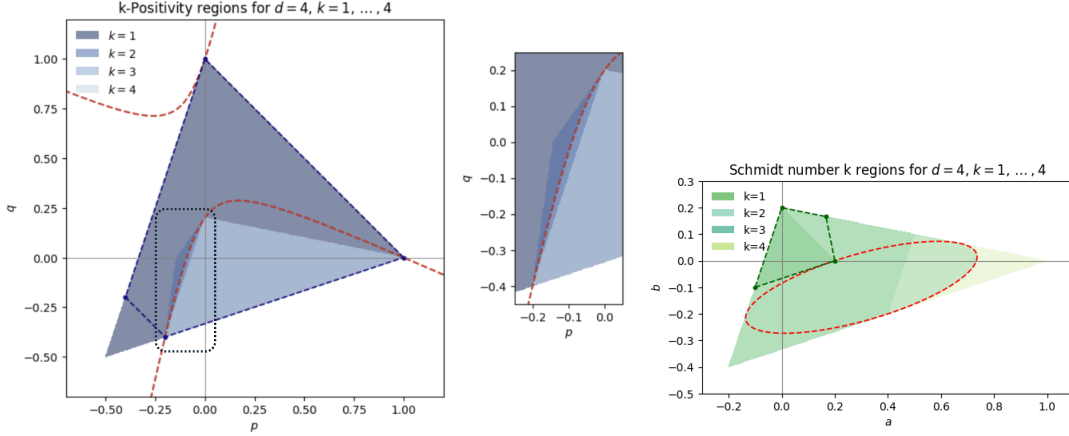 k-Positivity regions for d = 4, k = 1, ... , 4
k = 1
k = 2
k = 3
k = 4
1.00
0.75
0.50
0.25
0.00
−0.25
−0.50
q
−0.50
−0.25
0.00
0.25
0.50
0.75
1.00
p
0.2
0.1
0.0
−0.1
−0.2
−0.3
−0.4
q
−0.2
−0.1
0.0
p
Schmidt number k regions for d = 4, k = 1, ... , 4
k=1
k=2
k=3
k=4
0.3
0.2
0.1
0.0
−0.1
−0.2
−0.3
−0.4
−0.5
b
−0.2
0.0
0.2
0.4
0.6
0.8
1.0
a